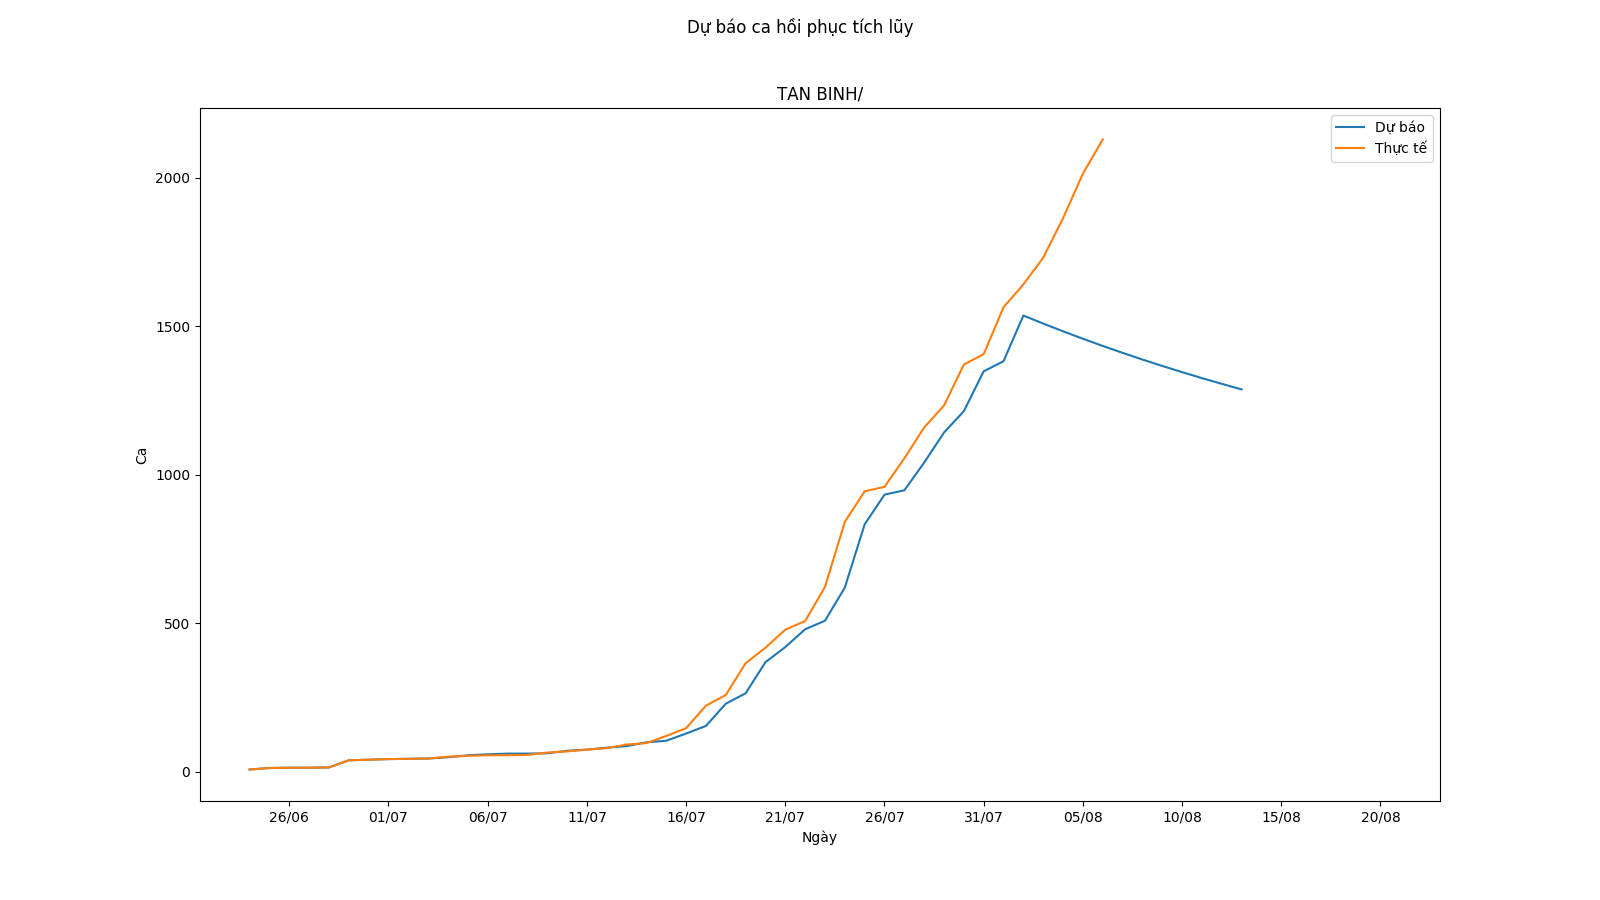 Dự báo ca hồi phục tích lũy
TAN BINH/
Dự báo
Thực tế
2000
1500
1000
500
0
Ca
26/06 01/07 06/07 11/07 16/07 21/07 26/07 31/07 05/08 10/08 15/08 20/08
Ngày